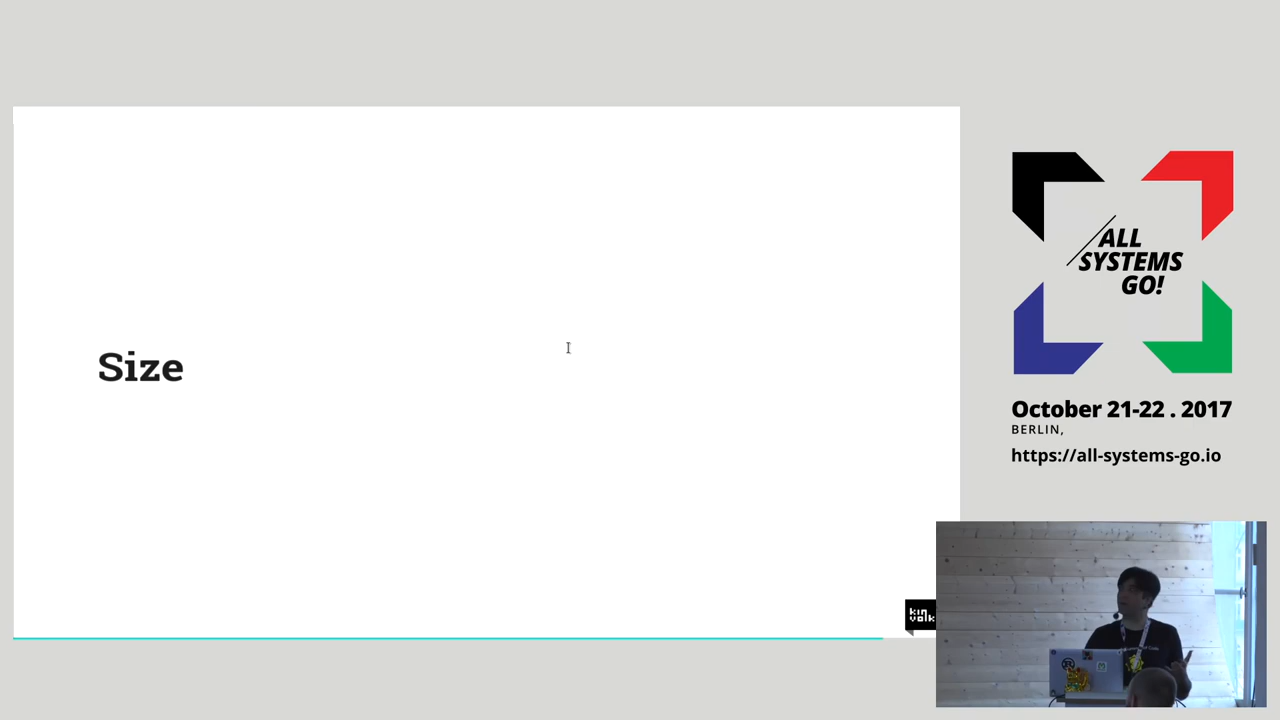 Size
kin
volk
ALL
SYSTEMS
GO!
October 21-22 . 2017
BERLIN,
https://all-systems-go.io